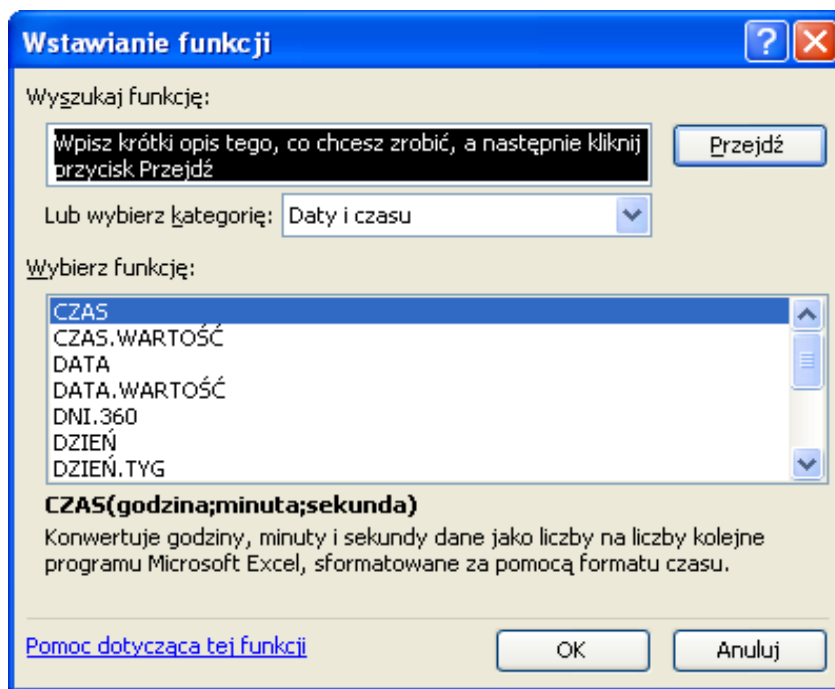 Wstawianie funkcji
Wyszukaj funkcję:
Wpisz krótki opis tego, co chcesz zrobić, a następnie kliknij
przycisk Przejdź
Przejdź
Lub wybierz kategorię: Daty i czasu
Wybierz funkcję:
CZAS
CZAS.WARTOŚĆ
DATA
DATA.WARTOŚĆ
DNI.360
DZIEŃ
DZIEŃ.TYG
CZAS(godzina;minuta;sekunda)
Konwertuje godziny, minuty i sekundy dane jako liczby na liczby kolejne
programu Microsoft Excel, sformatowane za pomocą formatu czasu.
Pomoc dotycząca tej funkcji
OK
Anuluj